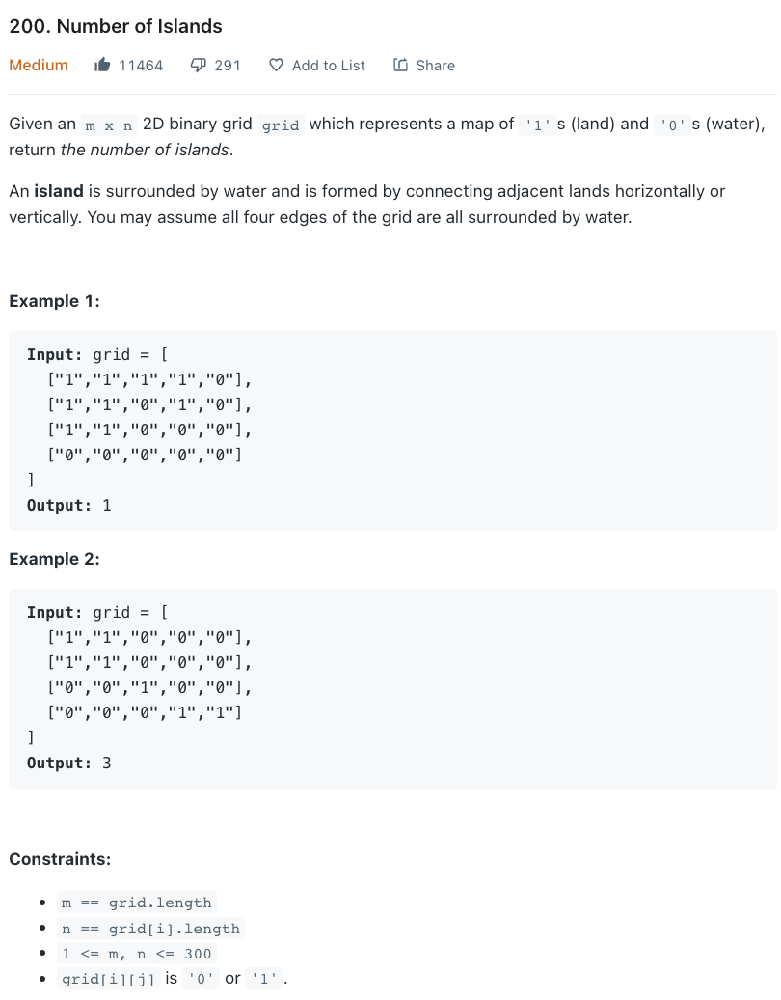 200. Number of Islands
Medium 11464 291 Add to List Share
Given an m x n 2D binary grid grid which represents a map of '1' s (land) and '0' s (water),
return the number of islands.
An island is surrounded by water and is formed by connecting adjacent lands horizontally or
vertically. You may assume all four edges of the grid are all surrounded by water.
Example 1:
Input: grid = [
["1","1","1","1","0"],
["1","1","0","1","0"],
["1","1","0","0","0"],
["0","0","0","0","0"]
]
Output: 1
Example 2:
Input: grid = [
["1","1","0","0","0"],
["1","1","0","0","0"],
["0","0","1","0","0"],
["0","0","0","1","1"]
]
Output: 3
Constraints:
• m == grid.length
• n == grid[i].length
• 1 <= m, n <= 300
• grid[i][j] is '0' or '1'.